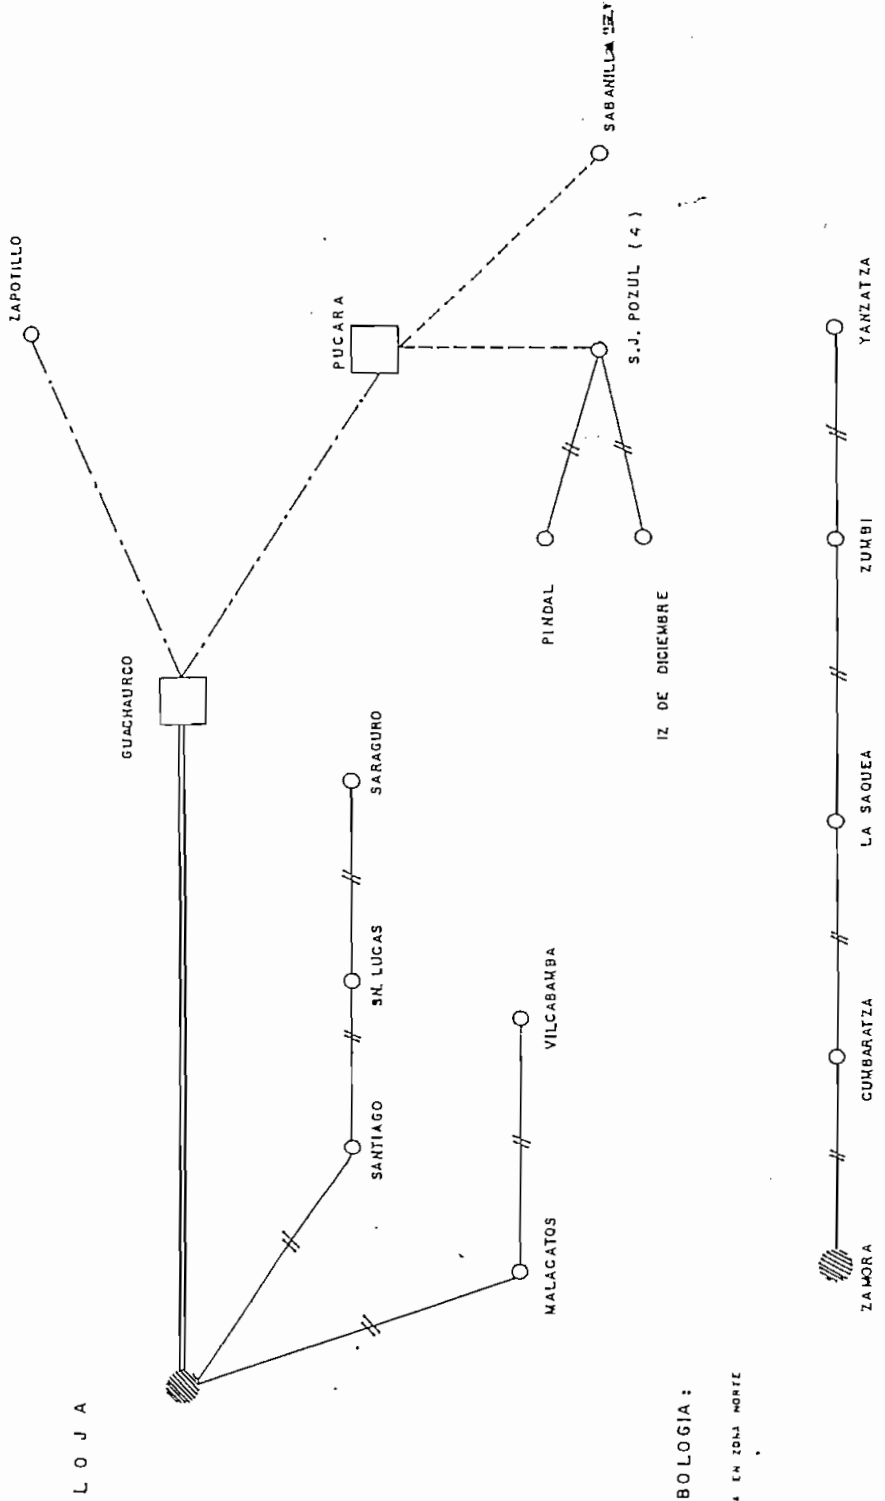 LOJA
ZAPOTILLO
GUACHAURCO
PUCARA
SABANILLA
S.J. POZUL (4)
SARAGURO
SN. LUCAS
SANTIAGO
PINDAL
IZ DE DICIEMBRE
VILCABAMBA
MALACATOS
BOLOGIA:
A EN ZONA NORTE
ZAMORA
CUMBARATZA
LA SAQUEA
ZUMBI
YANZATZA